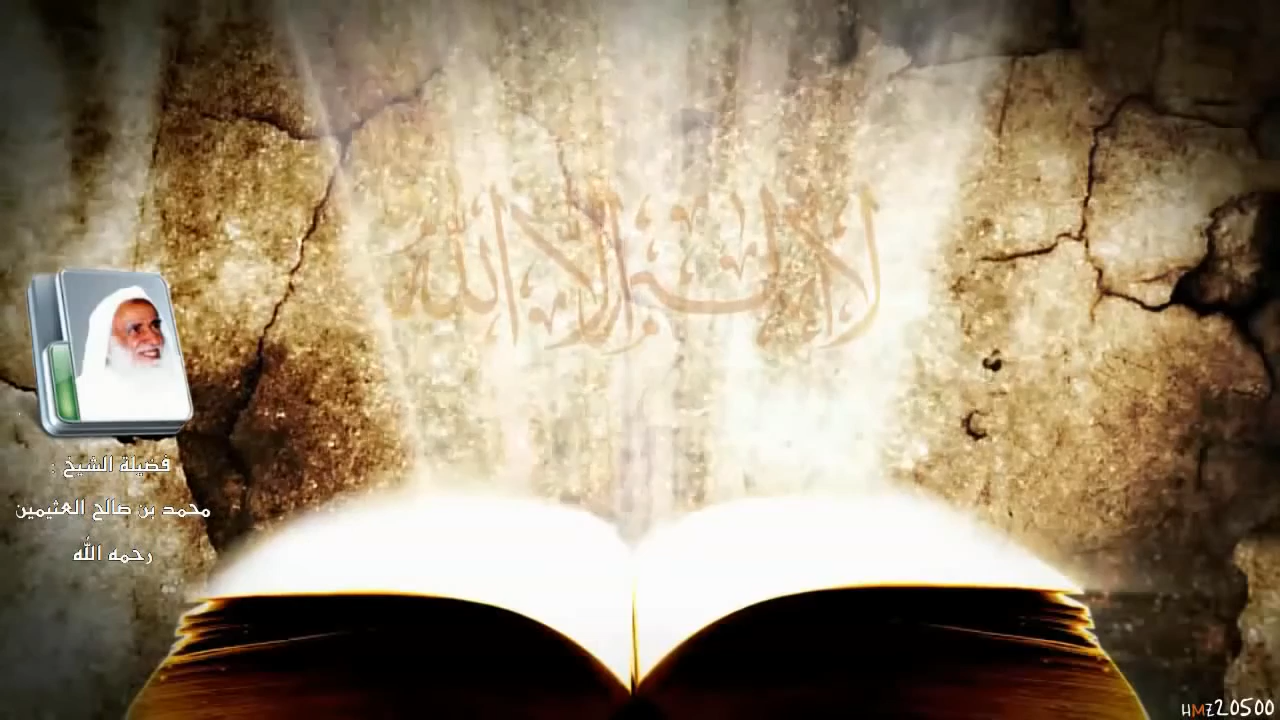 لا إله إلا الله
فضيلة الشيخ :
محمد بن صالح العثيمين
رحمه الله
HMZ20500